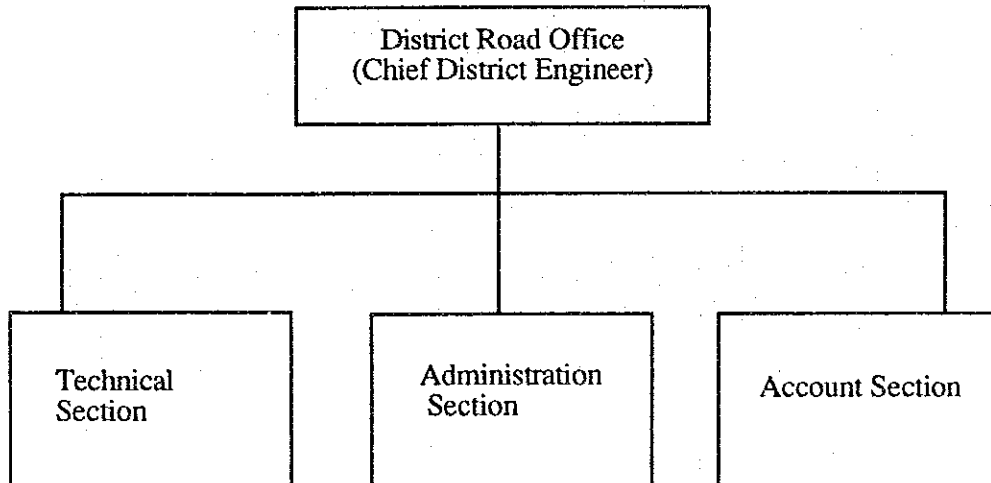 District Road Office
(Chief District Engineer)
Technical
Section
Administration
Section
Account Section